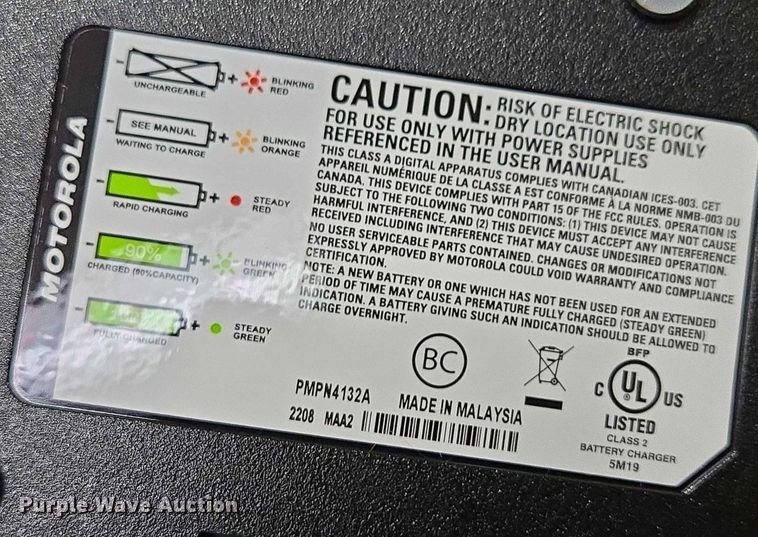 MOTOROLA
BLINKING
RED
UNCHARGEABLE
SEE MANUAL
BLINKING
ORANGE
WAITING TO CHARGE
STEADY
RED
RAPID CHARGING
90%
BLINKING
GREEN
CHARGED (90%CAPACITY)
STEADY
GREEN
FULLY CHARGED
CAUTION: RISK OF ELECTRIC SHOCK
DRY LOCATION USE ONLY
FOR USE ONLY WITH POWER SUPPLIES
REFERENCED IN THE USER MANUAL.
THIS CLASS A DIGITAL APPARATUS COMPLIES WITH CANADIAN ICES-003. CET
APPAREIL NUMÉRIQUE DE LA CLASSE A EST CONFORME À LA NORME NMB-003 DU
CANADA. THIS DEVICE COMPLIES WITH PART 15 OF THE FCC RULES. OPERATION IS
SUBJECT TO THE FOLLOWING TWO CONDITIONS: (1) THIS DEVICE MAY NOT CAUSE
HARMFUL INTERFERENCE, AND (2) THIS DEVICE MUST ACCEPT ANY INTERFERENCE
RECEIVED INCLUDING INTERFERENCE THAT MAY CAUSE UNDESIRED OPERATION.
NO USER SERVICEABLE PARTS CONTAINED. CHANGES OR MODIFICATIONS NOT
EXPRESSLY APPROVED BY MOTOROLA COULD VOID WARRANTY AND COMPLIANCE
CERTIFICATION.
NOTE: A NEW BATTERY OR ONE WHICH HAS NOT BEEN USED FOR AN EXTENDED
PERIOD OF TIME MAY CAUSE A PREMATURE FULLY CHARGED (STEADY GREEN)
INDICATION. A BATTERY GIVING SUCH AN INDICATION SHOULD BE ALLOWED TO
CHARGE OVERNIGHT.
BC
BFP
C UL US
LISTED
CLASS 2
BATTERY CHARGER
5M19
PMPN4132A MADE IN MALAYSIA
2208 MAA2
Purple Wave Auction